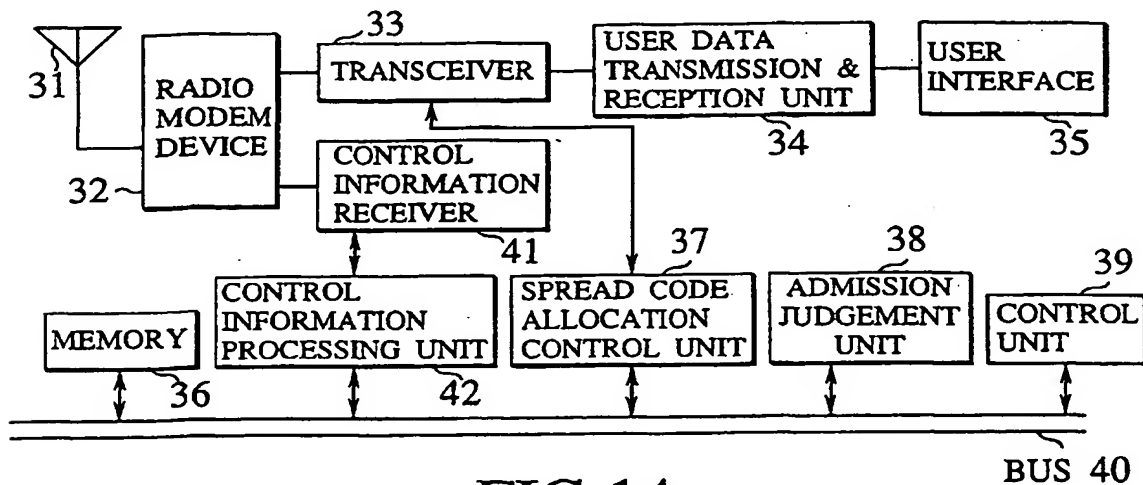 31
RADIO
MODEM
DEVICE
32
33
TRANSCEIVER
USER DATA
TRANSMISSION &
RECEPTION UNIT
34
USER
INTERFACE
35
CONTROL
INFORMATION
RECEIVER
41
MEMORY
36
CONTROL
INFORMATION
PROCESSING UNIT
42
37
SPREAD CODE
ALLOCATION
CONTROL UNIT
38
ADMISSION
JUDGEMENT
UNIT
39
CONTROL
UNIT
BUS 40